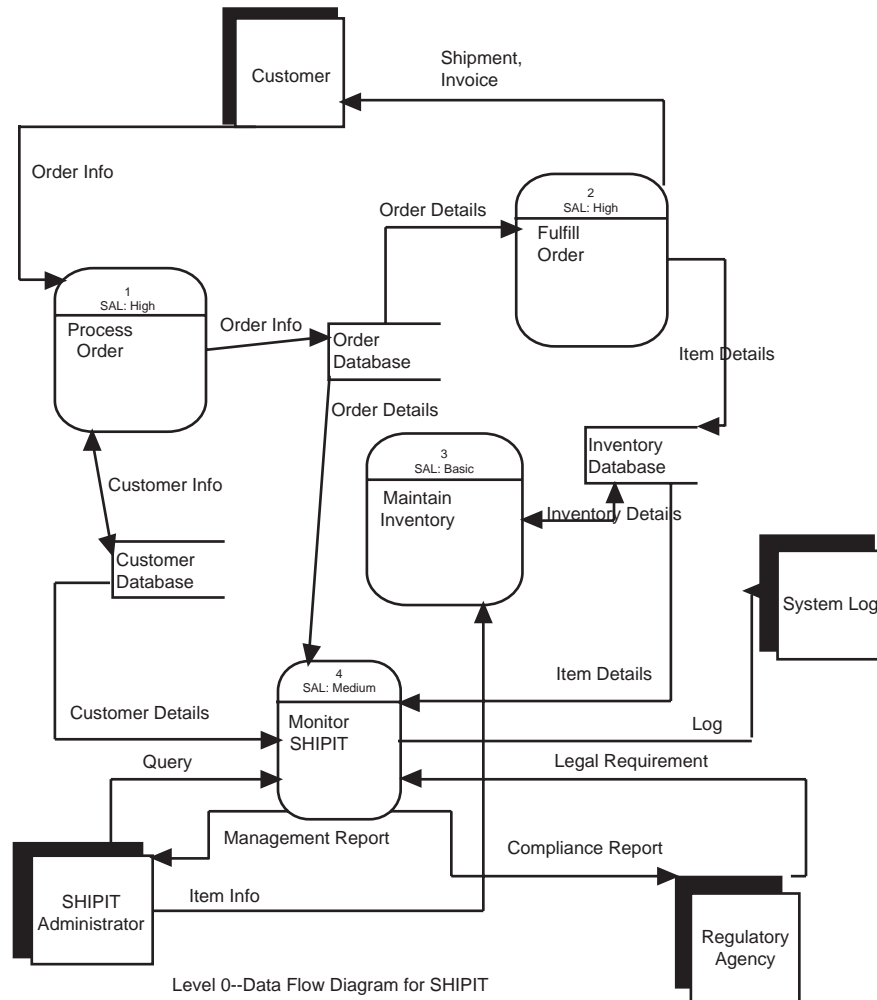 Customer
Shipment,
Invoice
Order Info
Order Details
2
SAL: High
Fulfill
Order
1
SAL: High
Process
Order
Order Info
Order
Database
Item Details
Order Details
3
SAL: Basic
Maintain
Inventory
Inventory
Database
Inventory Details
Customer Info
Customer
Database
System Log
4
SAL: Medium
Monitor
SHIPIT
Item Details
Customer Details
Log
Query
Legal Requirement
Management Report
Compliance Report
SHIPIT
Administrator
Item Info
Regulatory
Agency
Level 0--Data Flow Diagram for SHIPIT